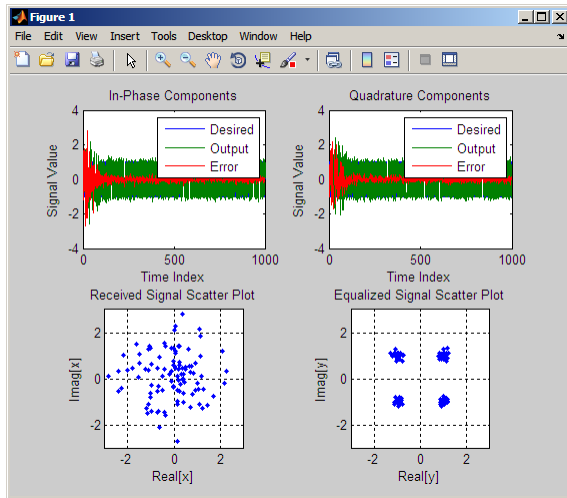 Figure 1
File Edit View Insert Tools Desktop Window Help
In-Phase Components
Quadrature Components
4
2
0
-2
-4
Signal Value
Desired
Output
Error
0 500 1000
Time Index
4
2
0
-2
-4
Signal Value
Desired
Output
Error
0 500 1000
Time Index
Received Signal Scatter Plot
Equalized Signal Scatter Plot
2
0
-2
Imag[x]
-2 0 2
Real[x]
2
0
-2
Imag[y]
-2 0 2
Real[y]